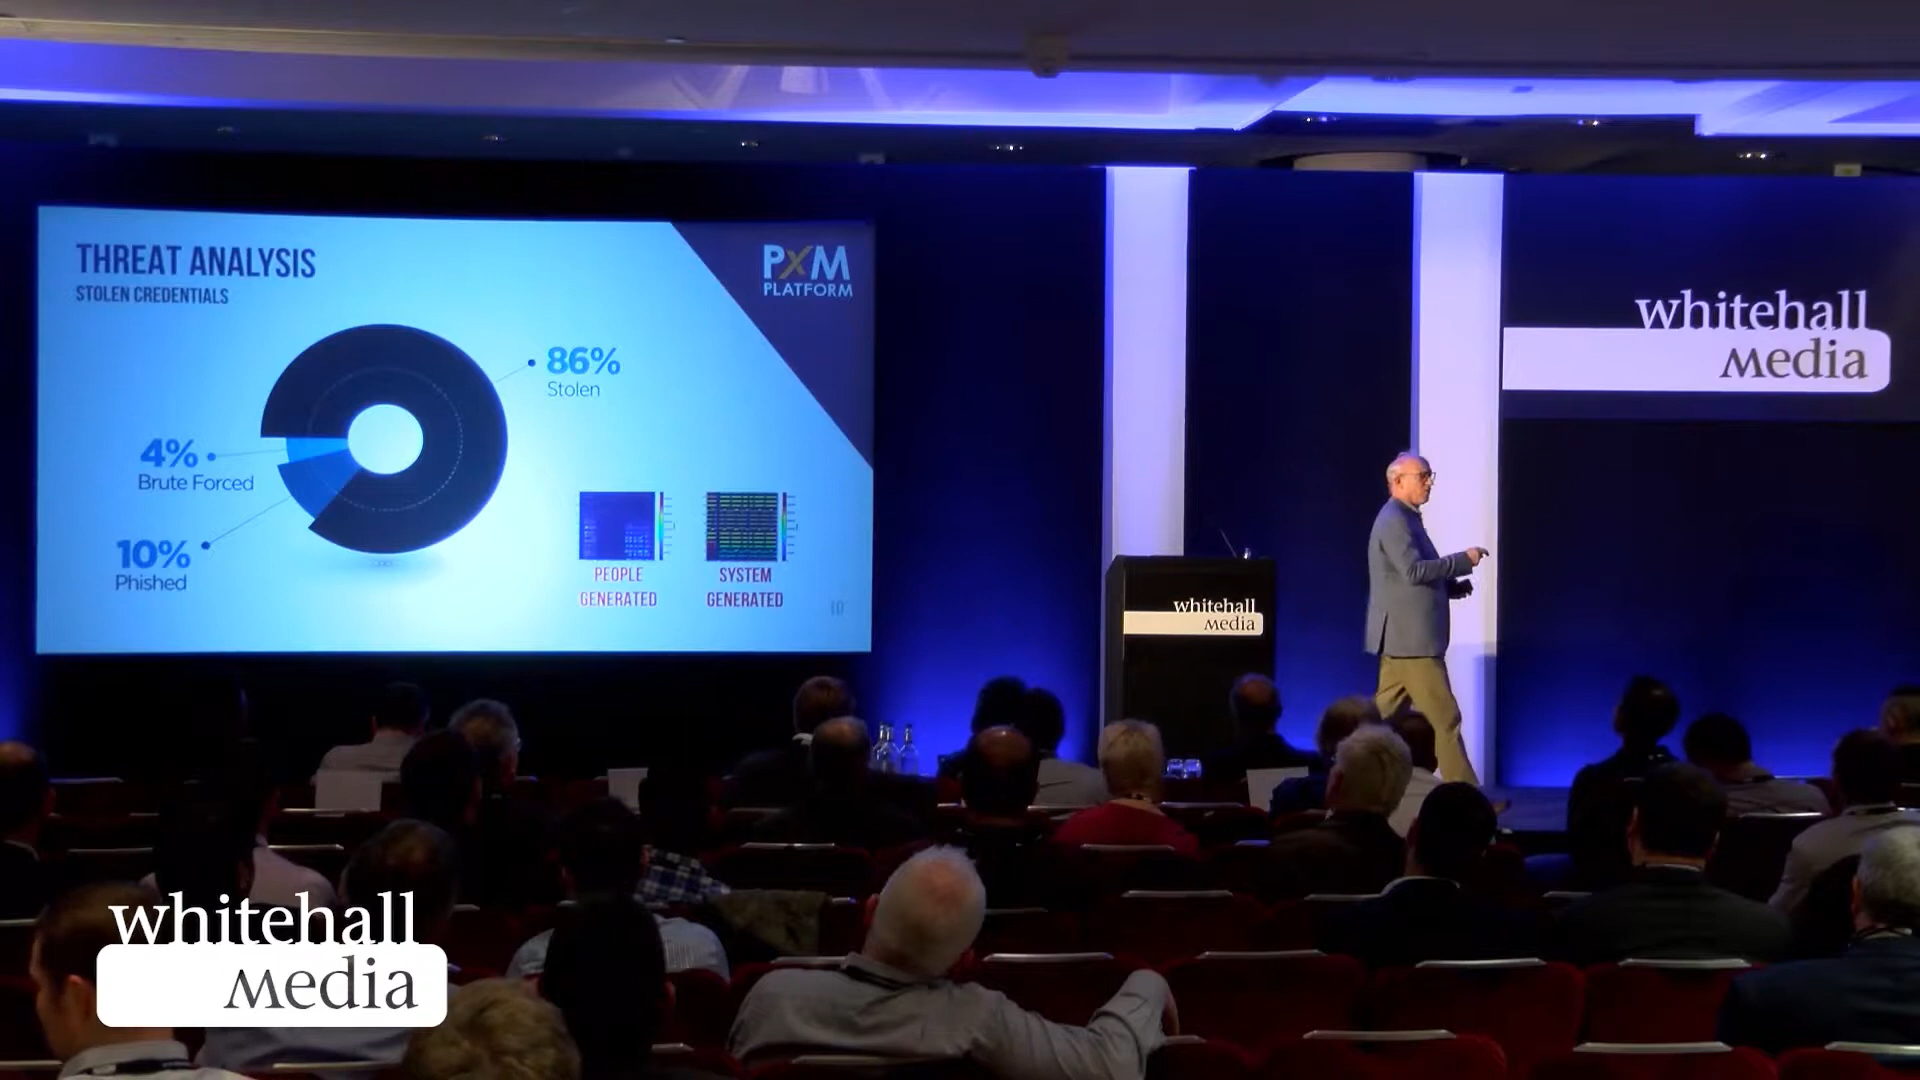 THREAT ANALYSIS
STOLEN CREDENTIALS
PXM
PLATFORM
86%
Stolen
4%
Brute Forced
10%
Phished
PEOPLE
GENERATED
SYSTEM
GENERATED
10
whitehall
media
whitehall
media
whitehall
media